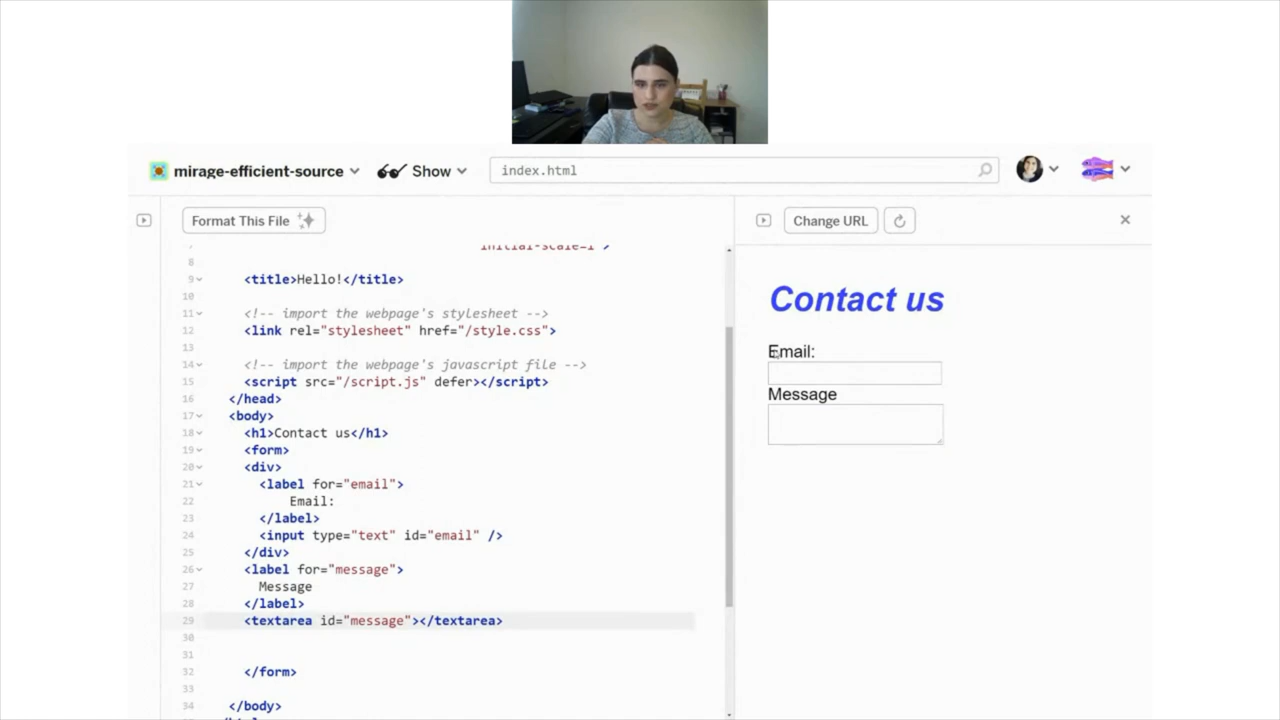 mirage-efficient-source
Show
index.html
Format This File
Change URL
initial-scale=1">
8
9 <title>Hello!</title>
10
11 <!-- import the webpage's stylesheet -->
12 <link rel="stylesheet" href="/style.css">
13
14 <!-- import the webpage's javascript file -->
15 <script src="/script.js" defer></script>
16 </head>
17 <body>
18 <h1>Contact us</h1>
19 <form>
20 <div>
21 <label for="email">
22 Email:
23 </label>
24 <input type="text" id="email" />
25 </div>
26 <label for="message">
27 Message
28 </label>
29 <textarea id="message"></textarea>
30
31
32 </form>
33
34 </body>
Contact us
Email:
Message